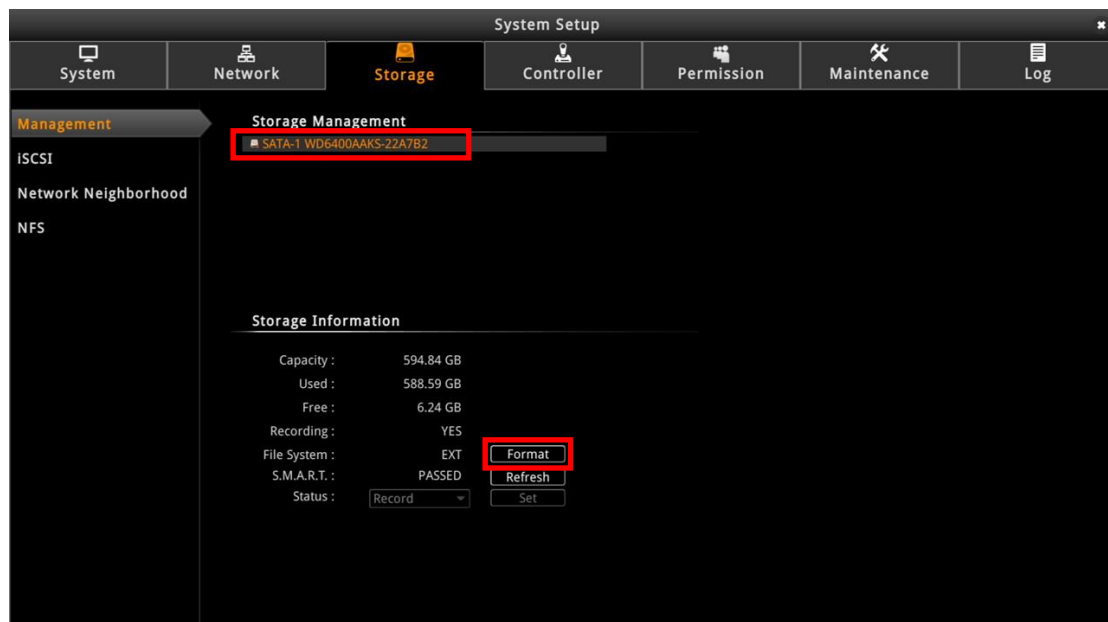 System Setup
System Network Storage Controller Permission Maintenance Log
Management
iSCSI
Network Neighborhood
NFS
Storage Management
SATA-1 WD6400AAKS-22A7B2
Storage Information
Capacity : 594.84 GB
Used : 588.59 GB
Free : 6.24 GB
Recording : YES
File System : EXT Format
S.M.A.R.T. : PASSED Refresh
Status : Record Set